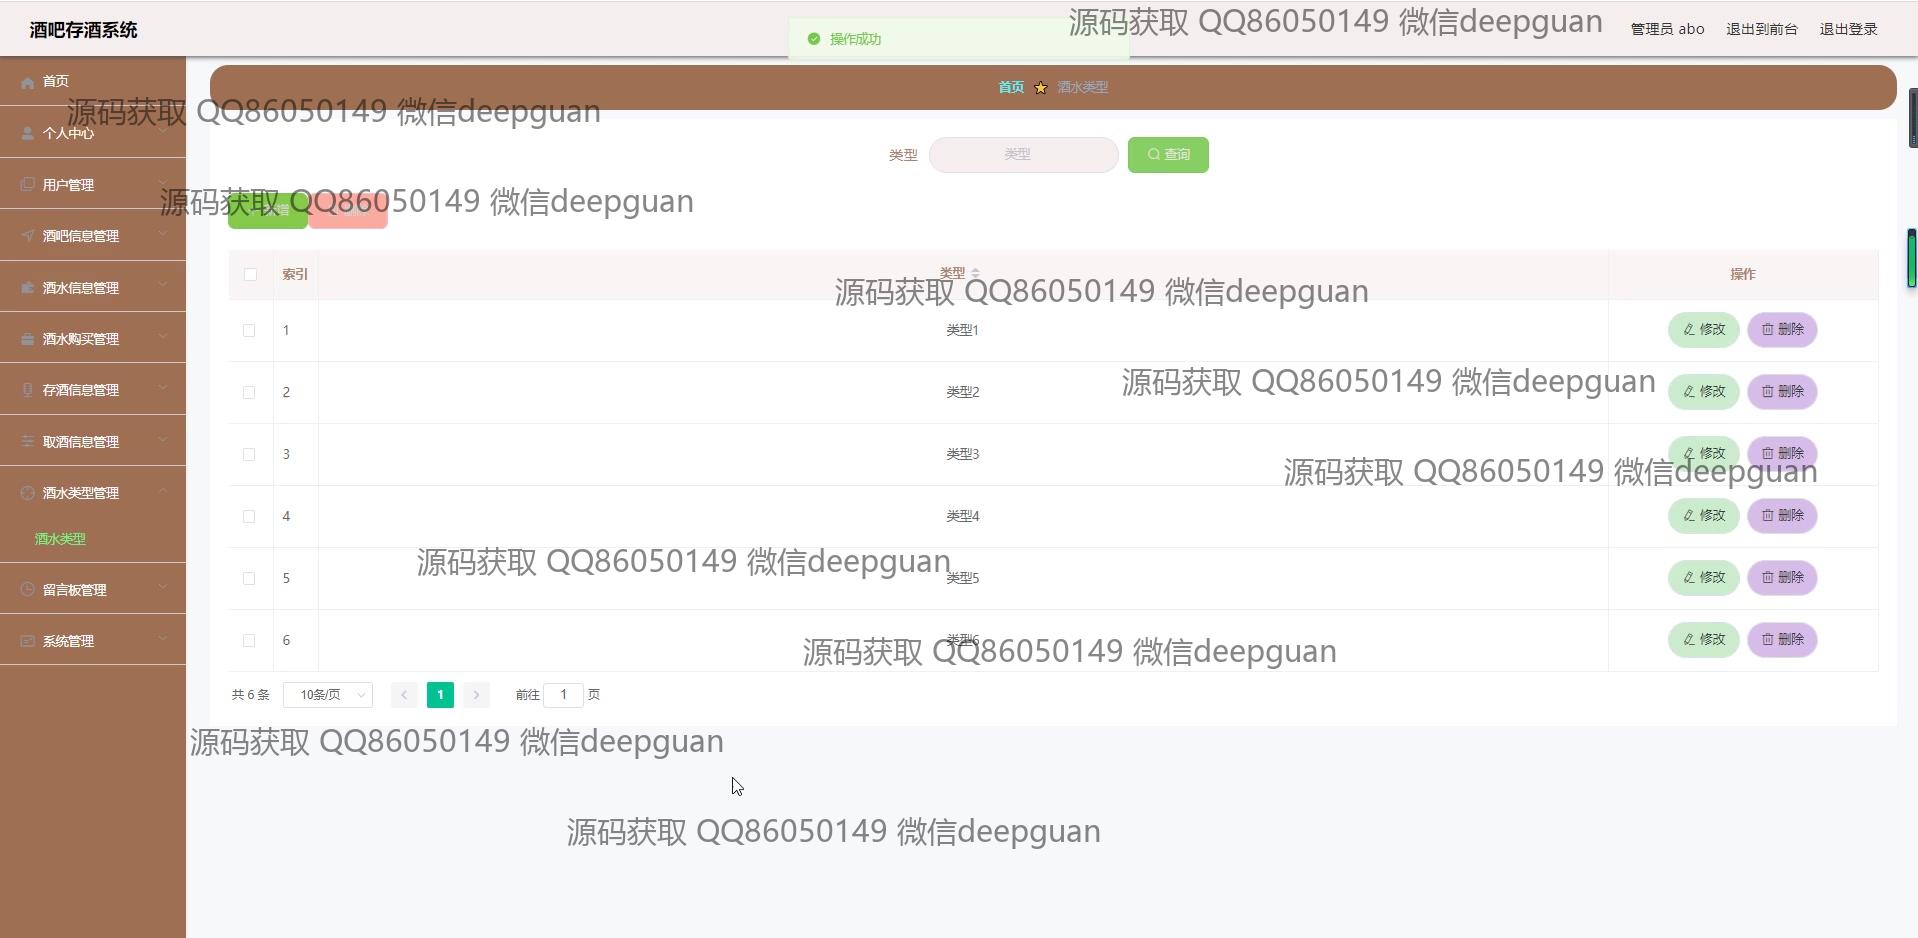 酒吧存酒系统
操作成功
源码获取 QQ86050149 微信deepguan
管理员 abo
退出到前台
退出登录
首页
首页
酒水类型
源码获取 QQ86050149 微信deepguan
个人中心
类型
类型
查询
用户管理
源码获取 QQ86050149 微信deepguan
酒吧信息管理
索引
类型
操作
酒水信息管理
源码获取 QQ86050149 微信deepguan
1
类型1
修改
删除
酒水购买管理
源码获取 QQ86050149 微信deepguan
2
类型2
修改
删除
存酒信息管理
3
类型3
修改
删除
取酒信息管理
源码获取 QQ86050149 微信deepguan
酒水类型管理
4
类型4
修改
删除
酒水类型
源码获取 QQ86050149 微信deepguan
5
类型5
修改
删除
留言板管理
6
类型6
修改
删除
系统管理
源码获取 QQ86050149 微信deepguan
共 6 条
10条/页
1
前往 1 页
源码获取 QQ86050149 微信deepguan
源码获取 QQ86050149 微信deepguan